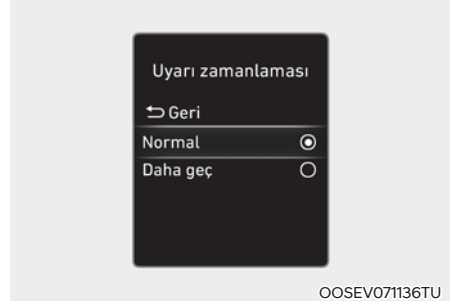 Uyarı zamanlaması
Geri
Normal
Daha geç
OOSEV071136TU